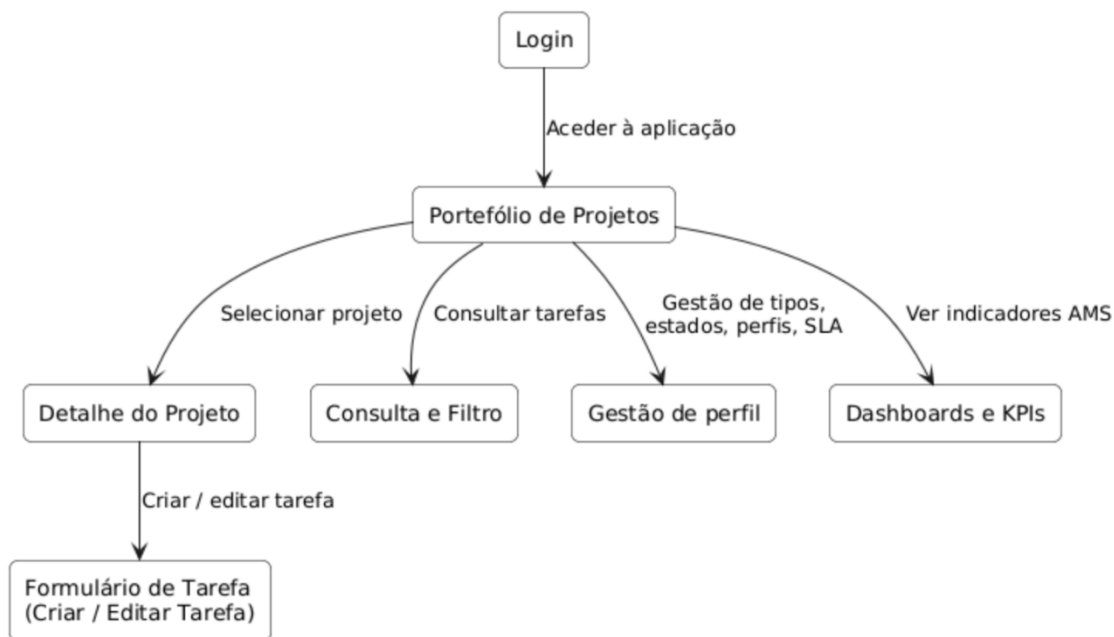 Login
Aceder à aplicação
Portefólio de Projetos
Selecionar projeto
Consultar tarefas
Gestão de tipos,
estados, perfis, SLA
Ver indicadores AMS
Detalhe do Projeto
Consulta e Filtro
Gestão de perfil
Dashboards e KPIs
Criar / editar tarefa
Formulário de Tarefa
(Criar / Editar Tarefa)